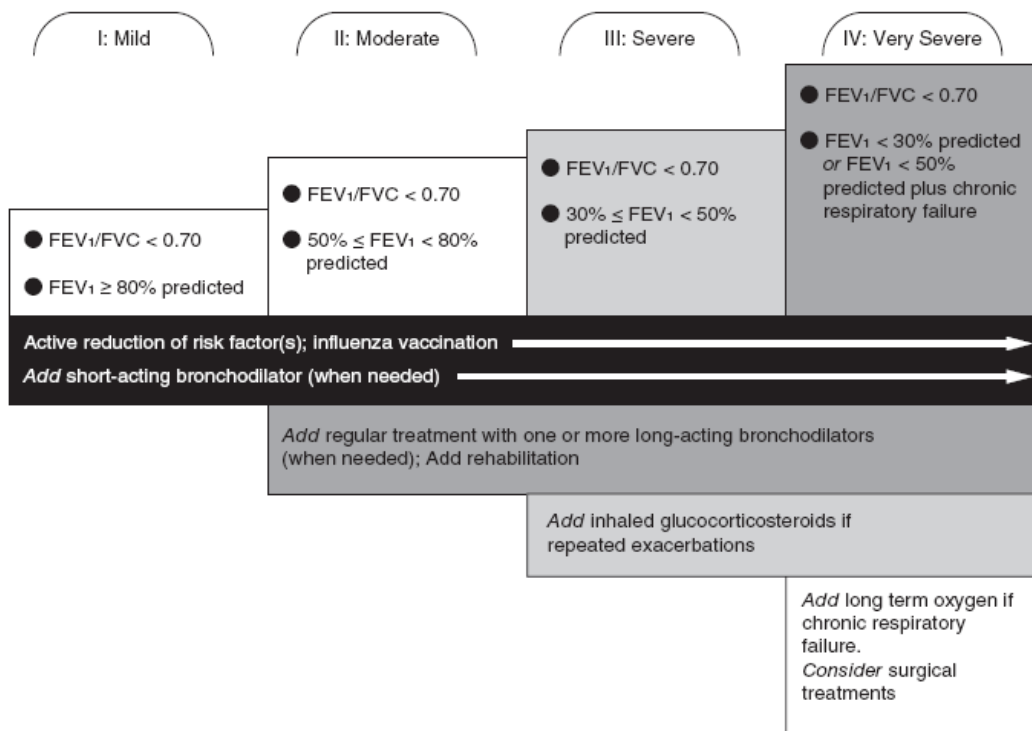 I: Mild
II: Moderate
III: Severe
IV: Very Severe
● FEV₁/FVC < 0.70
● FEV₁ ≥ 80% predicted
● FEV₁/FVC < 0.70
● 50% ≤ FEV₁ < 80%
predicted
● FEV₁/FVC < 0.70
● 30% ≤ FEV₁ < 50%
predicted
● FEV₁/FVC < 0.70
● FEV₁ < 30% predicted
or FEV₁ < 50%
predicted plus chronic
respiratory failure
Active reduction of risk factor(s); influenza vaccination
Add short-acting bronchodilator (when needed)
Add regular treatment with one or more long-acting bronchodilators
(when needed); Add rehabilitation
Add inhaled glucocorticosteroids if
repeated exacerbations
Add long term oxygen if
chronic respiratory
failure.
Consider surgical
treatments